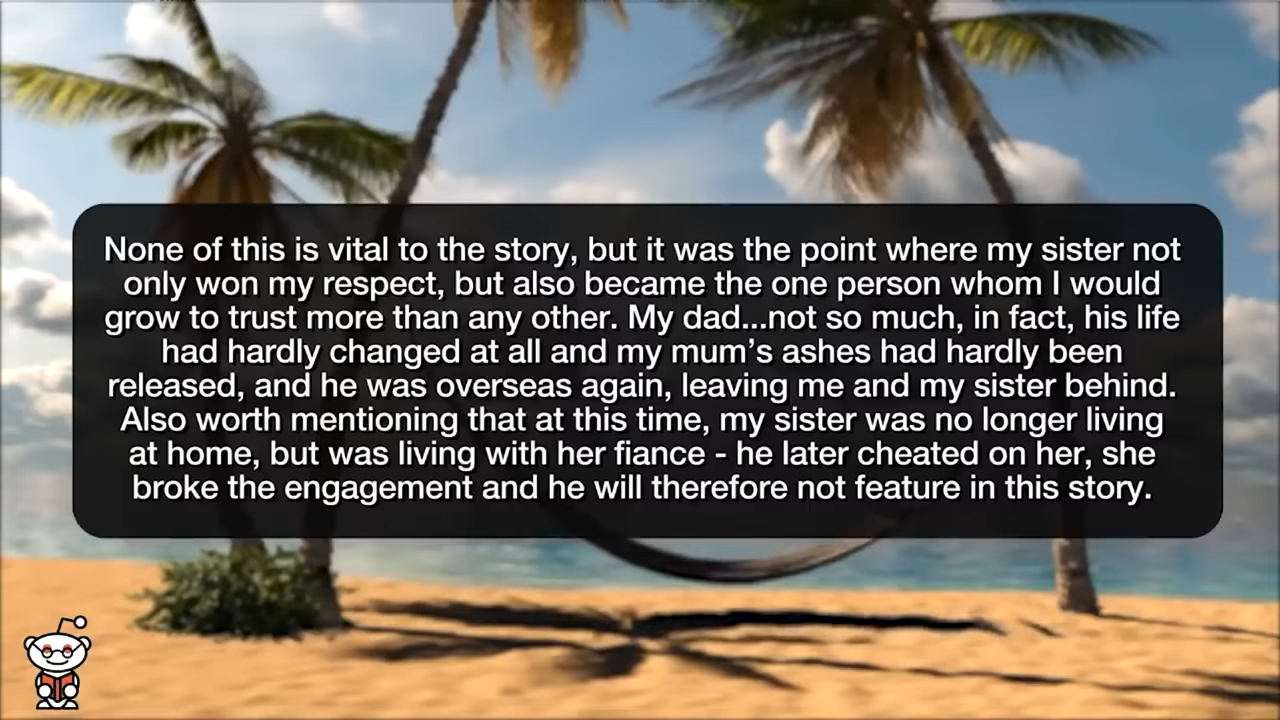 None of this is vital to the story, but it was the point where my sister not
only won my respect, but also became the one person whom I would
grow to trust more than any other. My dad...not so much, in fact, his life
had hardly changed at all and my mum’s ashes had hardly been
released, and he was overseas again, leaving me and my sister behind.
Also worth mentioning that at this time, my sister was no longer living
at home, but was living with her fiance - he later cheated on her, she
broke the engagement and he will therefore not feature in this story.